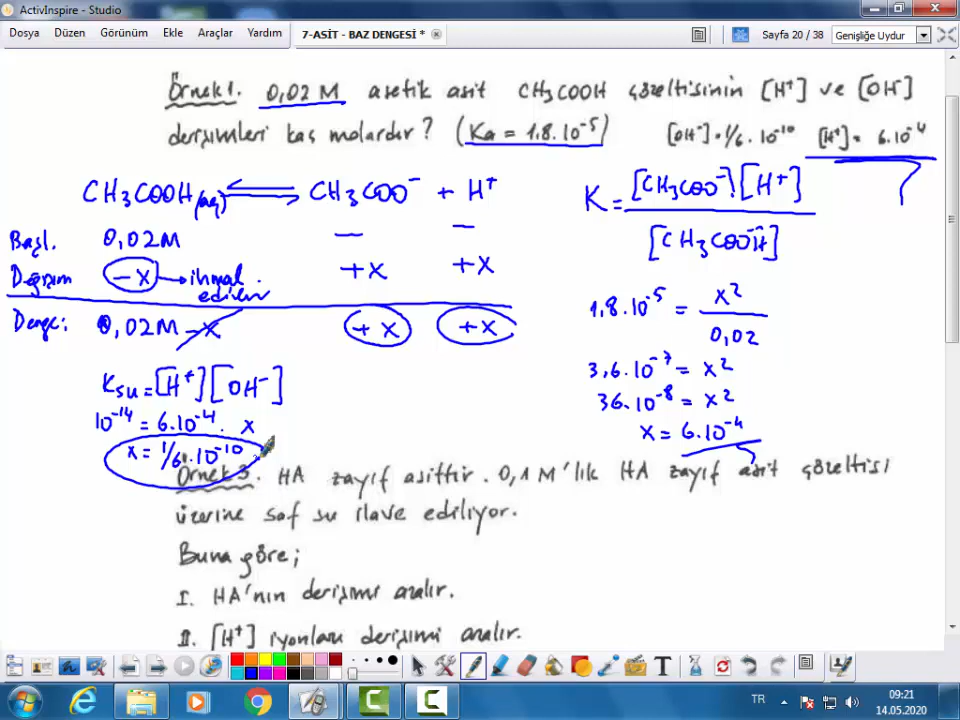 ActivInspire - Studio
Dosya Düzen Görünüm Ekle Araçlar Yardım 7-ASİT - BAZ DENGESİ * Sayfa 20 / 38 Genişliğe Uydur
Örnek 1. 0,02 M asetik asit CH3COOH çözeltisinin [H+] ve [OH-]
derişimleri kaç molardır? (Ka = 1.8.10-5) [OH-] = 1/6.10-10 [H+] = 6.10-4
CH3COOH(aq) ⇌ CH3COO- + H+
K = [CH3COO-].[H+] / [CH3COOH]
Başl. 0,02M — —
Değişim -x → ihmal edilir +x +x
Denge: 0,02M - x +x +x
1,8.10-5 = x2 / 0,02
3,6.10-7 = x2
36.10-8 = x2
x = 6.10-4
Ksu = [H+][OH-]
10-14 = 6.10-4. x
x = 1/6.10-10
Örnek 3. HA zayıf asittir. 0,1 M'lık HA zayıf asit çözeltisi
üzerine saf su ilave ediliyor.
Buna göre;
I. HA'nın derişimi azalır.
II. [H+] iyonları derişimi azalır.
TR 09:21
14.05.2020